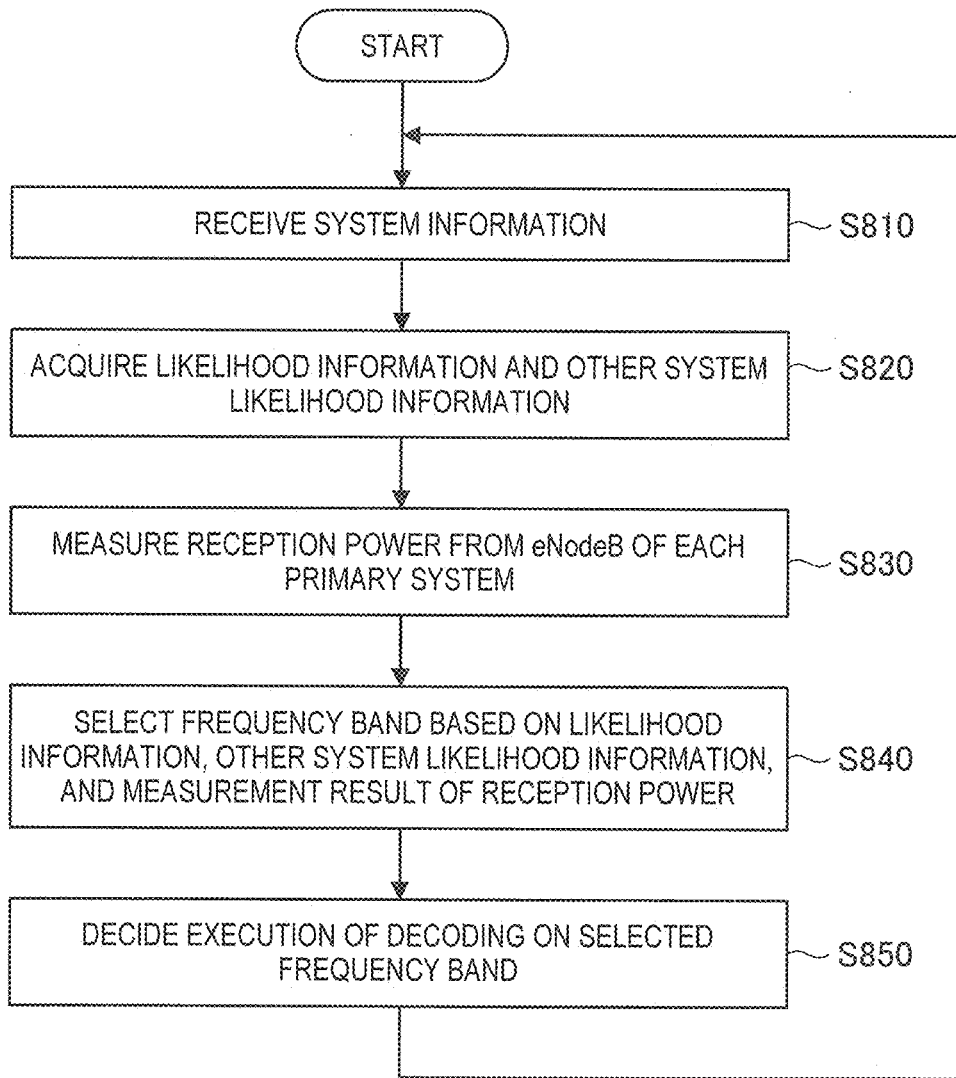 START
RECEIVE SYSTEM INFORMATION
S810
ACQUIRE LIKELIHOOD INFORMATION AND OTHER SYSTEM
LIKELIHOOD INFORMATION
S820
MEASURE RECEPTION POWER FROM eNodeB OF EACH
PRIMARY SYSTEM
S830
SELECT FREQUENCY BAND BASED ON LIKELIHOOD
INFORMATION, OTHER SYSTEM LIKELIHOOD INFORMATION,
AND MEASUREMENT RESULT OF RECEPTION POWER
S840
DECIDE EXECUTION OF DECODING ON SELECTED
FREQUENCY BAND
S850